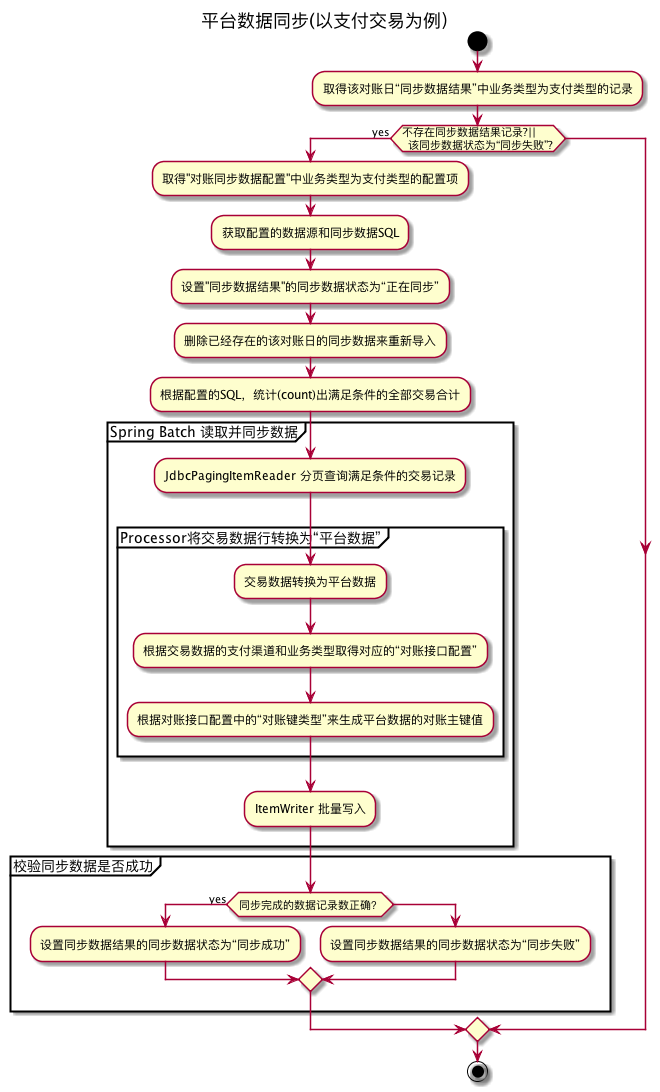 平台数据同步(以支付交易为例)
取得该对账日“同步数据结果”中业务类型为支付类型的记录
yes
不存在同步数据结果记录?||
该同步数据状态为“同步失败”?
取得"对账同步数据配置"中业务类型为支付类型的配置项
获取配置的数据源和同步数据SQL
设置"同步数据结果"的同步数据状态为“正在同步”
删除已经存在的该对账日的同步数据来重新导入
根据配置的SQL，统计(count)出满足条件的全部交易合计
Spring Batch 读取并同步数据
JdbcPagingItemReader 分页查询满足条件的交易记录
Processor将交易数据行转换为“平台数据”
交易数据转换为平台数据
根据交易数据的支付渠道和业务类型取得对应的“对账接口配置”
根据对账接口配置中的“对账键类型”来生成平台数据的对账主键值
ItemWriter 批量写入
校验同步数据是否成功
yes
同步完成的数据记录数正确?
设置同步数据结果的同步数据状态为“同步成功”
设置同步数据结果的同步数据状态为“同步失败”